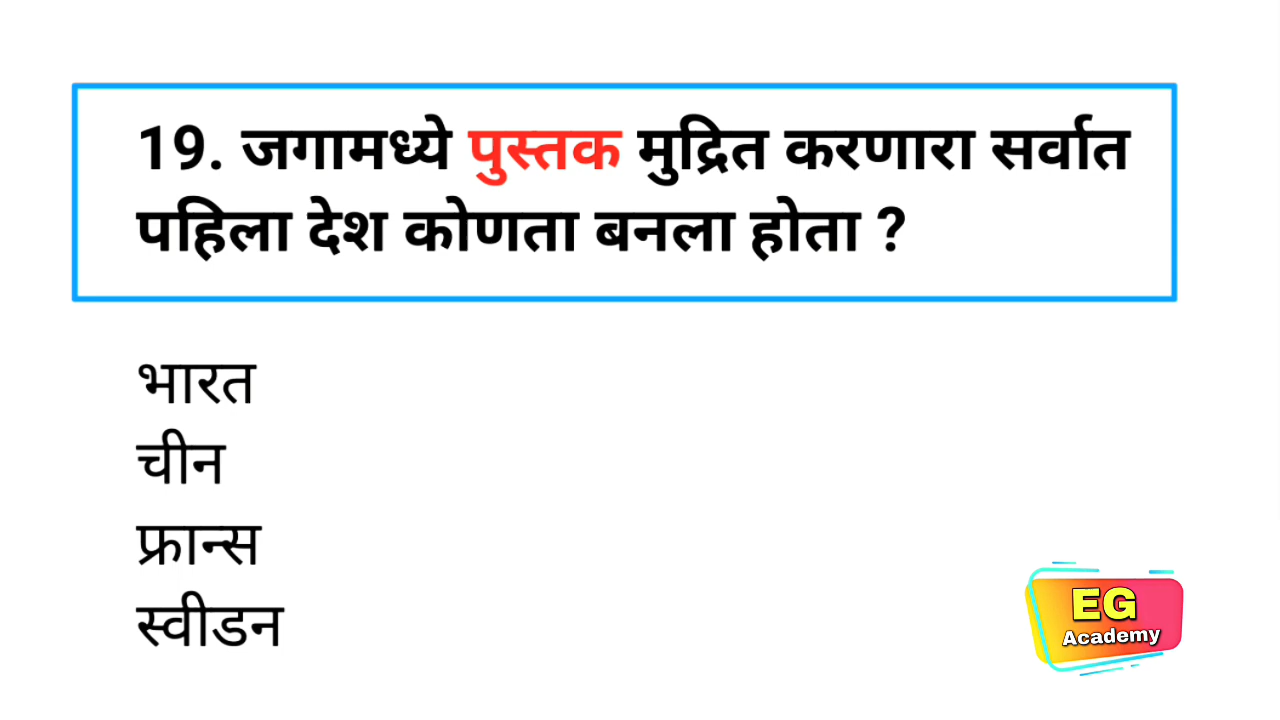 19. जगामध्ये पुस्तक मुद्रित करणारा सर्वात
पहिला देश कोणता बनला होता ?
भारत
चीन
फ्रान्स
स्वीडन
EG
Academy